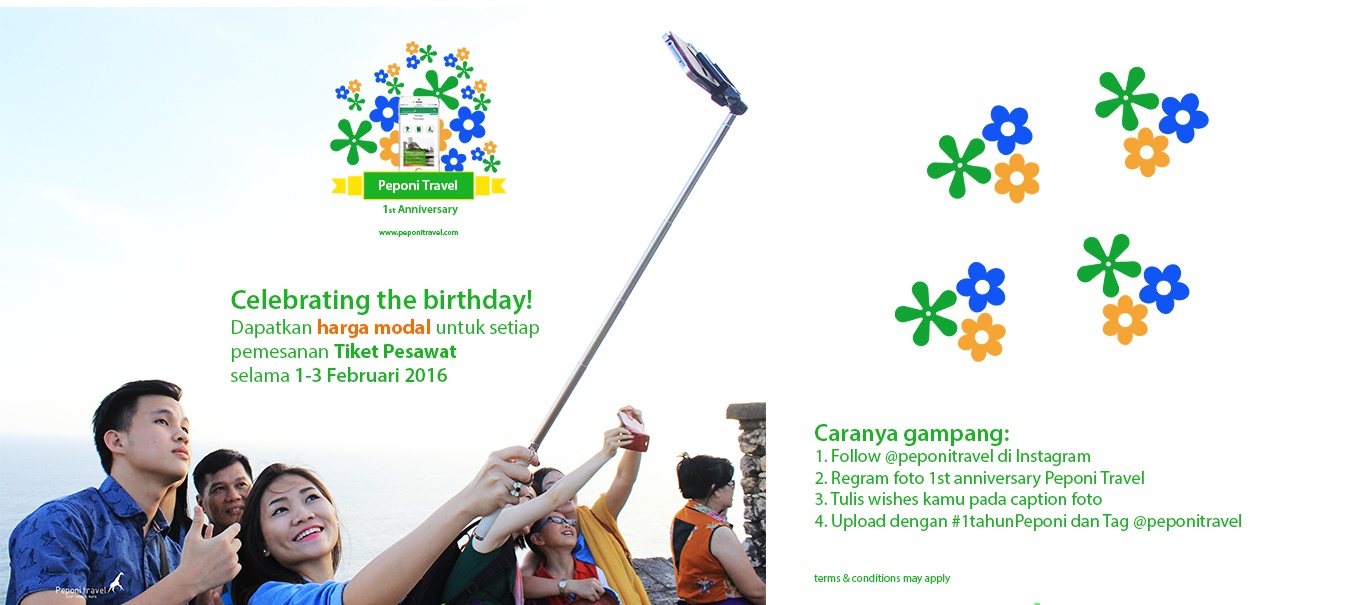 Peponi Travel
1st Anniversary
www.peponitravel.com
Celebrating the birthday!
Dapatkan harga modal untuk setiap
pemesanan Tiket Pesawat
selama 1-3 Februari 2016
Peponi travel
Caranya gampang:
1. Follow @peponitravel di Instagram
2. Regram foto 1st anniversary Peponi Travel
3. Tulis wishes kamu pada caption foto
4. Upload dengan #1tahunPeponi dan Tag @peponitravel
terms & conditions may apply